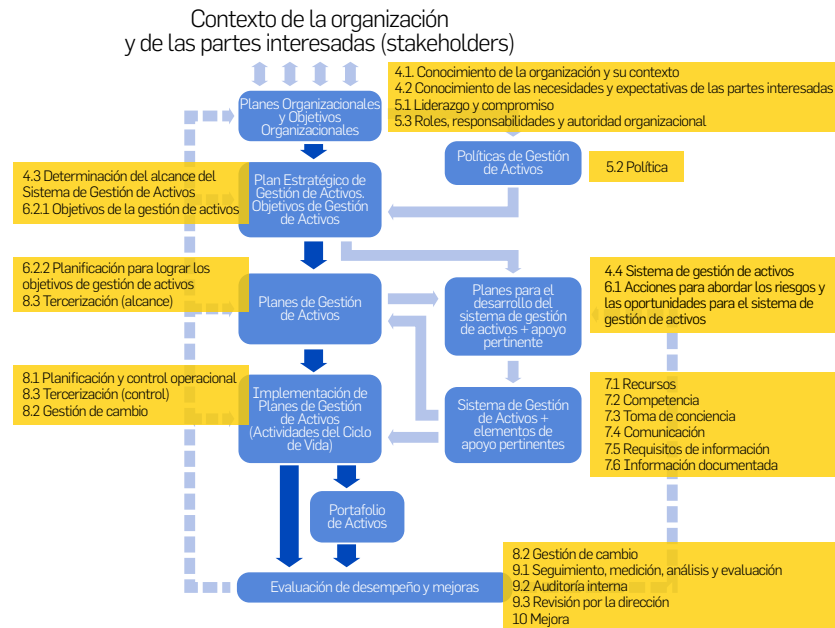 Contexto de la organización
y de las partes interesadas (stakeholders)
4.1. Conocimiento de la organización y su contexto
4.2 Conocimiento de las necesidades y expectativas de las partes interesadas
5.1 Liderazgo y compromiso
5.3 Roles, responsabilidades y autoridad organizacional
Planes Organizacionales
y Objetivos
Organizacionales
Políticas de Gestión
de Activos
5.2 Política
4.3 Determinación del alcance del
Sistema de Gestión de Activos
6.2.1 Objetivos de la gestión de activos
Plan Estratégico de
Gestión de Activos.
Objetivos de Gestión
de Activos
6.2.2 Planificación para lograr los
objetivos de gestión de activos
8.3 Tercerización (alcance)
Planes de Gestión
de Activos
Planes para el
desarrollo del
sistema de gestión
de activos + apoyo
pertinente
4.4 Sistema de gestión de activos
6.1 Acciones para abordar los riesgos y
las oportunidades para el sistema de
gestión de activos
8.1 Planificación y control operacional
8.3 Tercerización (control)
8.2 Gestión de cambio
Implementación de
Planes de Gestión
de Activos
(Actividades del Ciclo
de Vida)
Sistema de Gestión
de Activos +
elementos de
apoyo pertinentes
7.1 Recursos
7.2 Competencia
7.3 Toma de conciencia
7.4 Comunicación
7.5 Requisitos de información
7.6 Información documentada
Portafolio
de Activos
Evaluación de desempeño y mejoras
8.2 Gestión de cambio
9.1 Seguimiento, medición, análisis y evaluación
9.2 Auditoría interna
9.3 Revisión por la dirección
10 Mejora